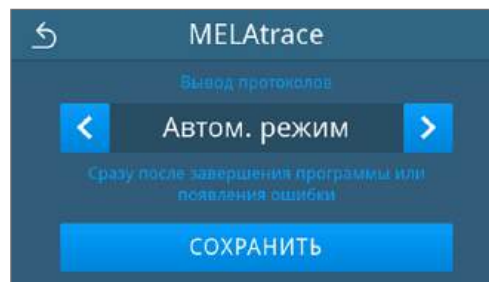 MELAtrace
Вывод протоколов
Автом. режим
Сразу после завершения программы или
появления ошибки
СОХРАНИТЬ